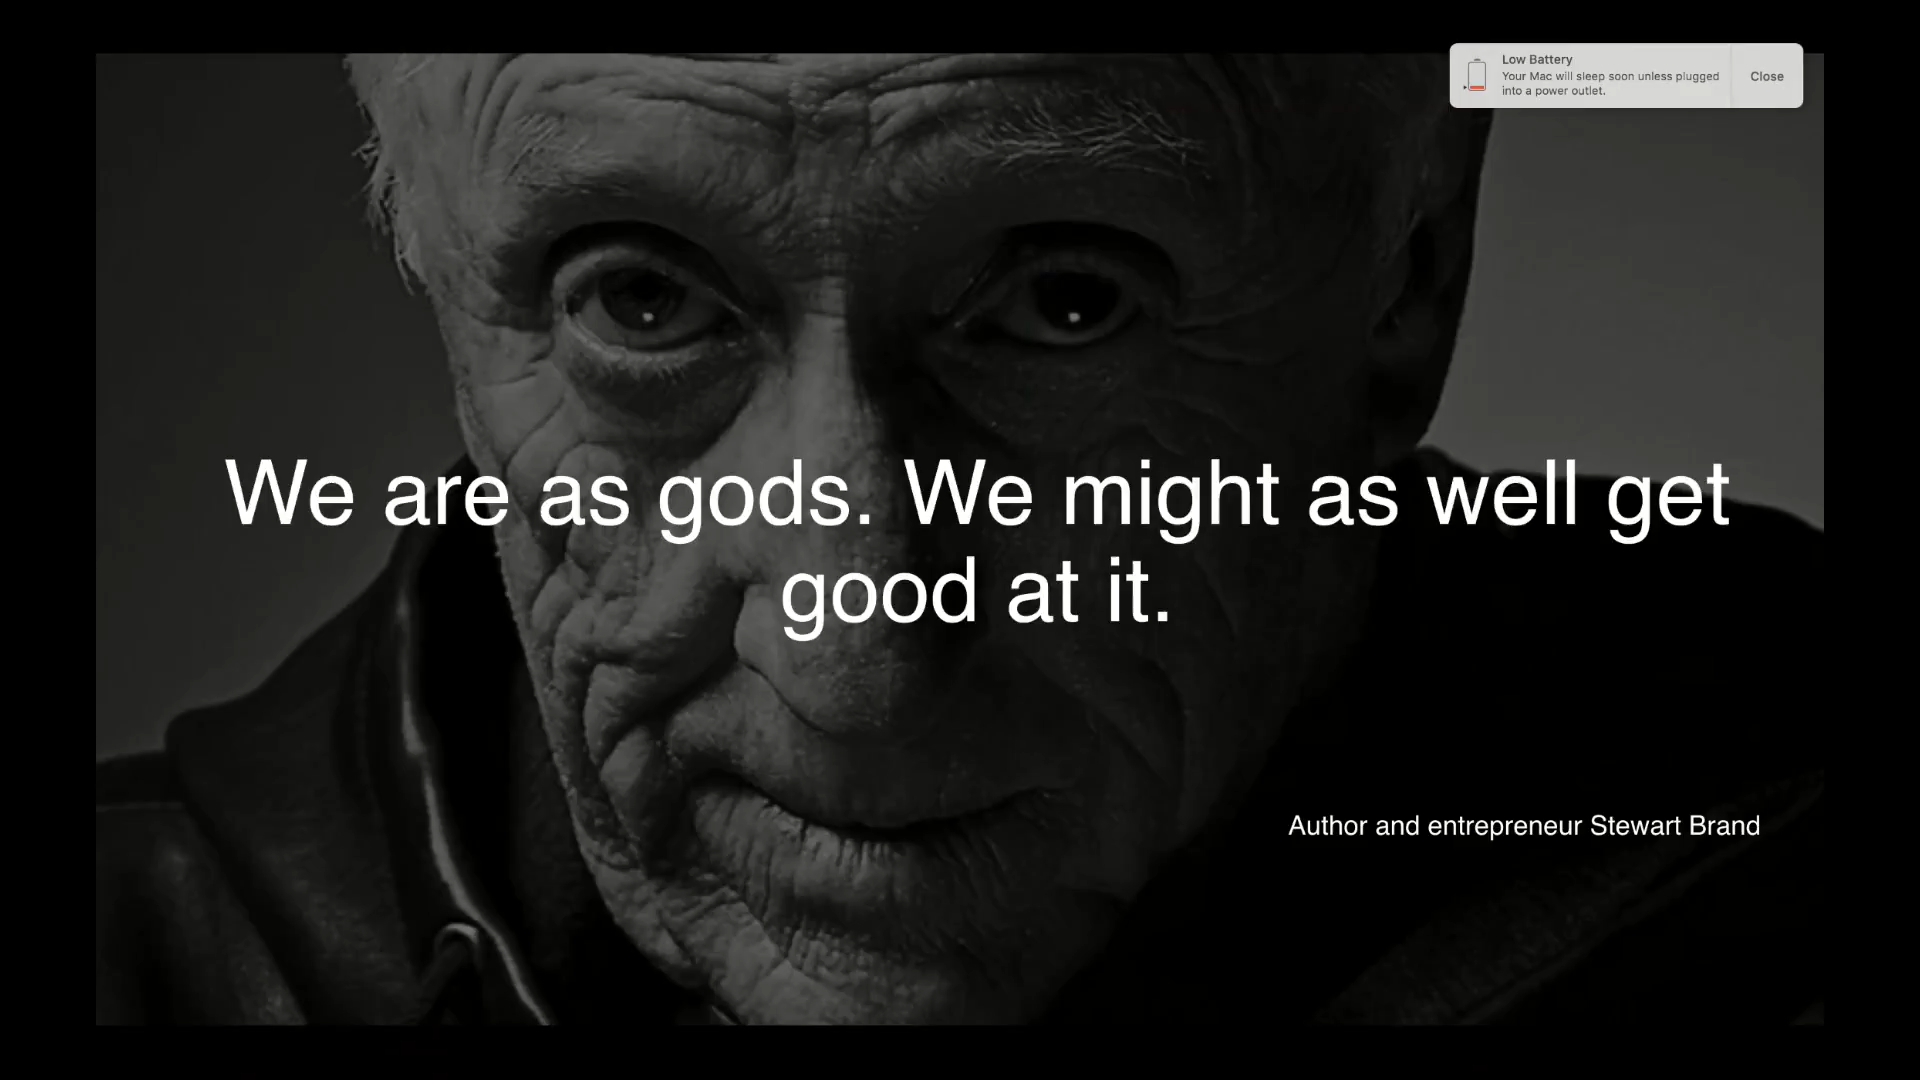 Low Battery
Your Mac will sleep soon unless plugged
into a power outlet.
Close
We are as gods. We might as well get
good at it.
Author and entrepreneur Stewart Brand